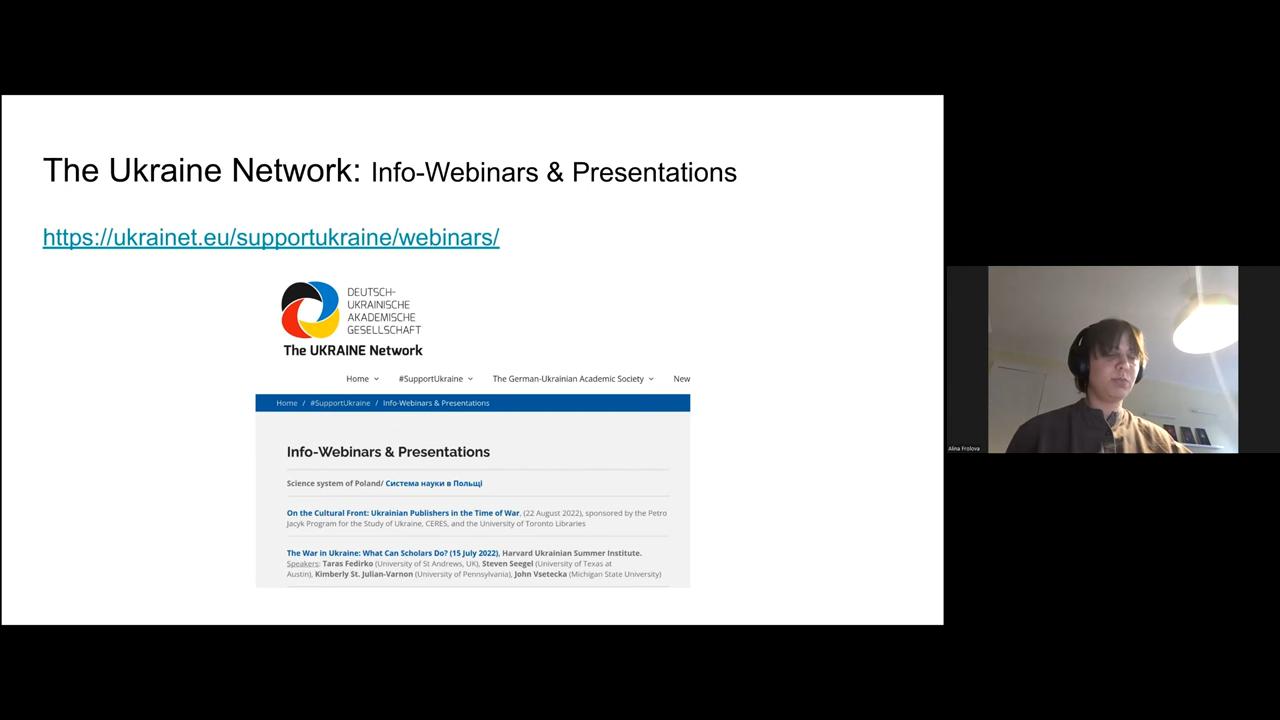 The Ukraine Network: Info-Webinars & Presentations
https://ukrainet.eu/supportukraine/webinars/
DEUTSCH-
UKRAINISCHE
AKADEMISCHE
GESELLSCHAFT
The UKRAINE Network
Home #SupportUkraine The German-Ukrainian Academic Society New
Home / #SupportUkraine / Info-Webinars & Presentations
Info-Webinars & Presentations
Science system of Poland/ Система науки в Польщі
On the Cultural Front: Ukrainian Publishers in the Time of War, (22 August 2022), sponsored by the Petro
Jacyk Program for the Study of Ukraine, CERES, and the University of Toronto Libraries
The War in Ukraine: What Can Scholars Do? (15 July 2022), Harvard Ukrainian Summer Institute.
Speakers: Taras Fedirko (University of St Andrews, UK), Steven Seegel (University of Texas at
Austin), Kimberly St. Julian-Varnon (University of Pennsylvania), John Vsetecka (Michigan State University)
Alina Frolova